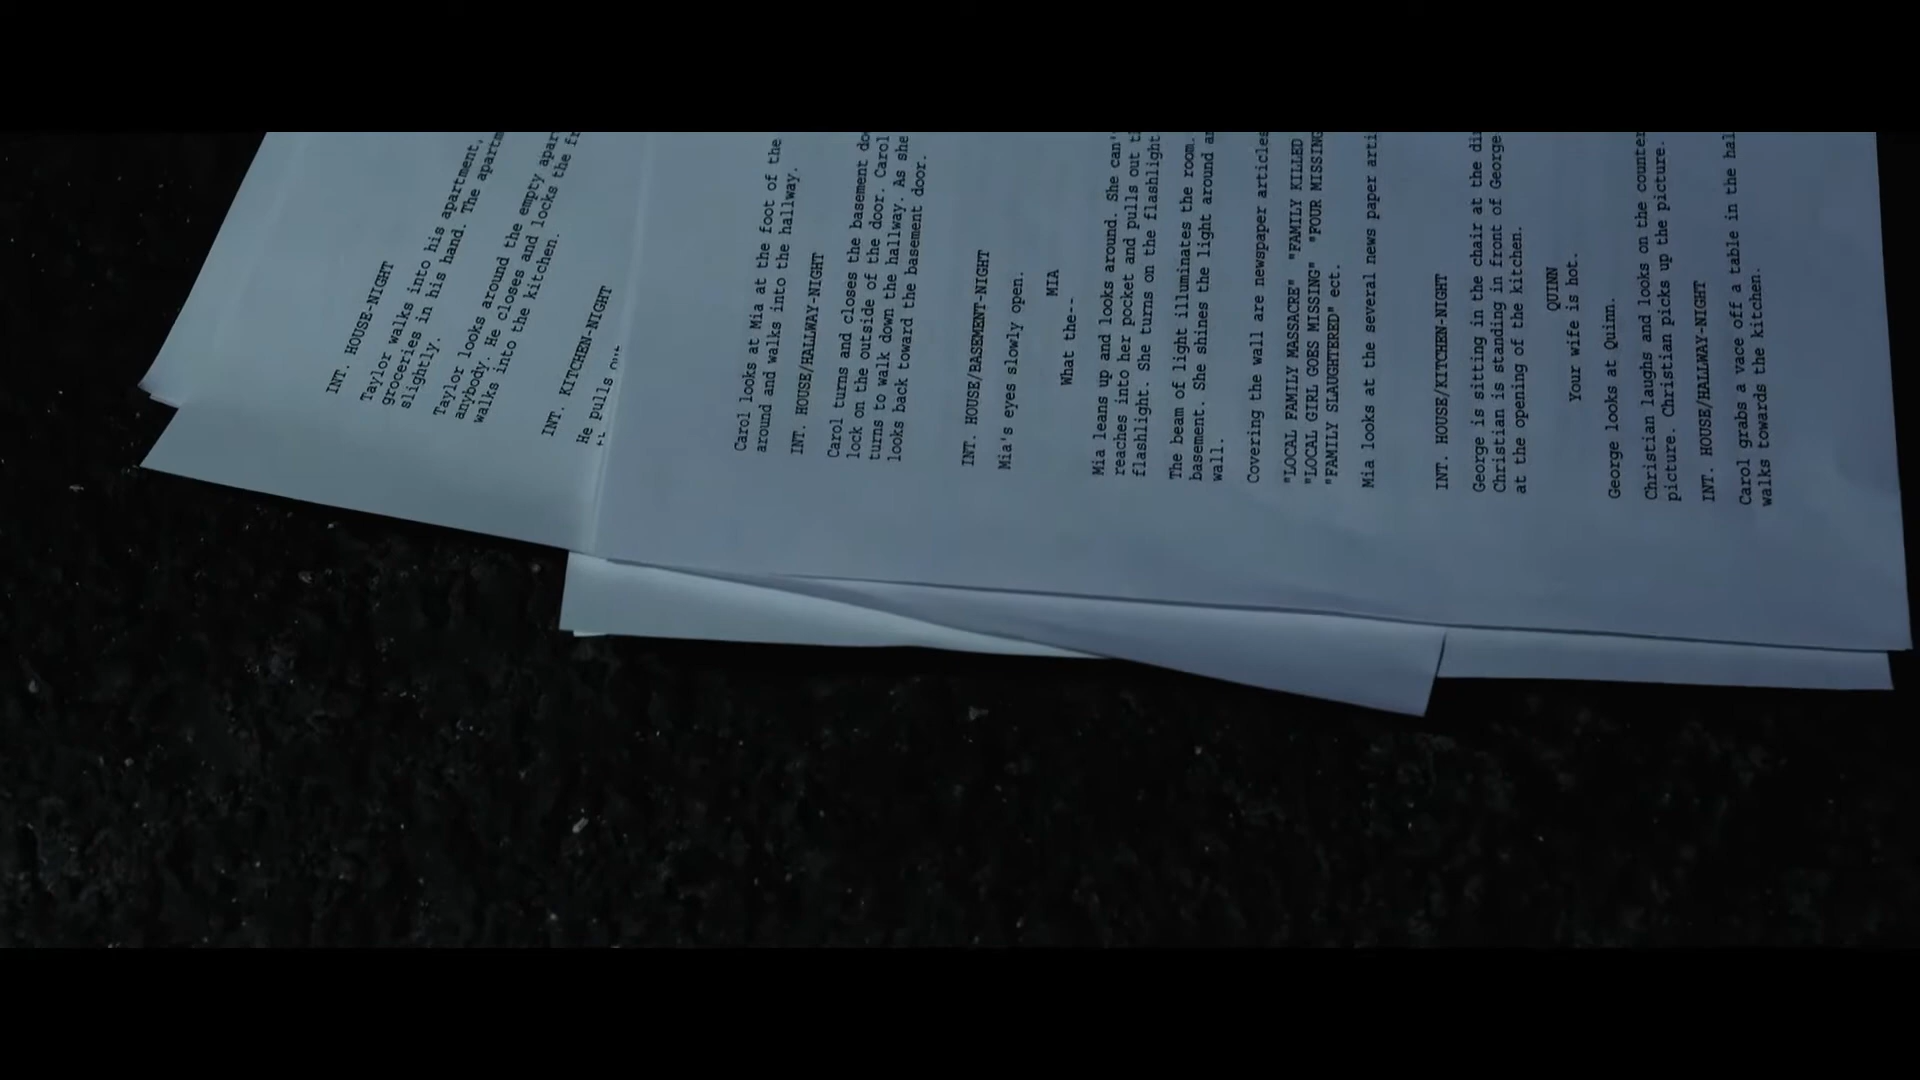 INT. HOUSE-NIGHT
Taylor walks into his apartment,
groceries in his hand. The
slightly.
Taylor looks around the empty
anybody. He closes and locks the
walks into the kitchen.
INT. KITCHEN-NIGHT
He pulls out
Carol looks at Mia at the foot of the
around and walks into the hallway.
INT. HOUSE/HALLWAY-NIGHT
Carol turns and closes the basement
lock on the outside of the door. Carol
turns to walk down the hallway. As she
looks back toward the basement door.
INT. HOUSE/BASEMENT-NIGHT
Mia's eyes slowly open.
MIA
What the--
Mia leans up and looks around. She can'
reaches into her pocket and pulls out
flashlight. She turns on the flashlight
The beam of light illuminates the room.
basement. She shines the light around
wall.
Covering the wall are newspaper articles
"LOCAL FAMILY MASSACRE" "FAMILY KILLED
"LOCAL GIRL GOES MISSING" "FOUR MISSING
"FAMILY SLAUGHTERED" ect.
Mia looks at the several news paper arti
INT. HOUSE/KITCHEN-NIGHT
George is sitting in the chair at the di
Christian is standing in front of George
at the opening of the kitchen.
QUINN
Your wife is hot.
George looks at Quinn.
Christian laughs and looks on the counter
picture. Christian picks up the picture.
INT. HOUSE/HALLWAY-NIGHT
Carol grabs a vace off a table in the hal
walks towards the kitchen.